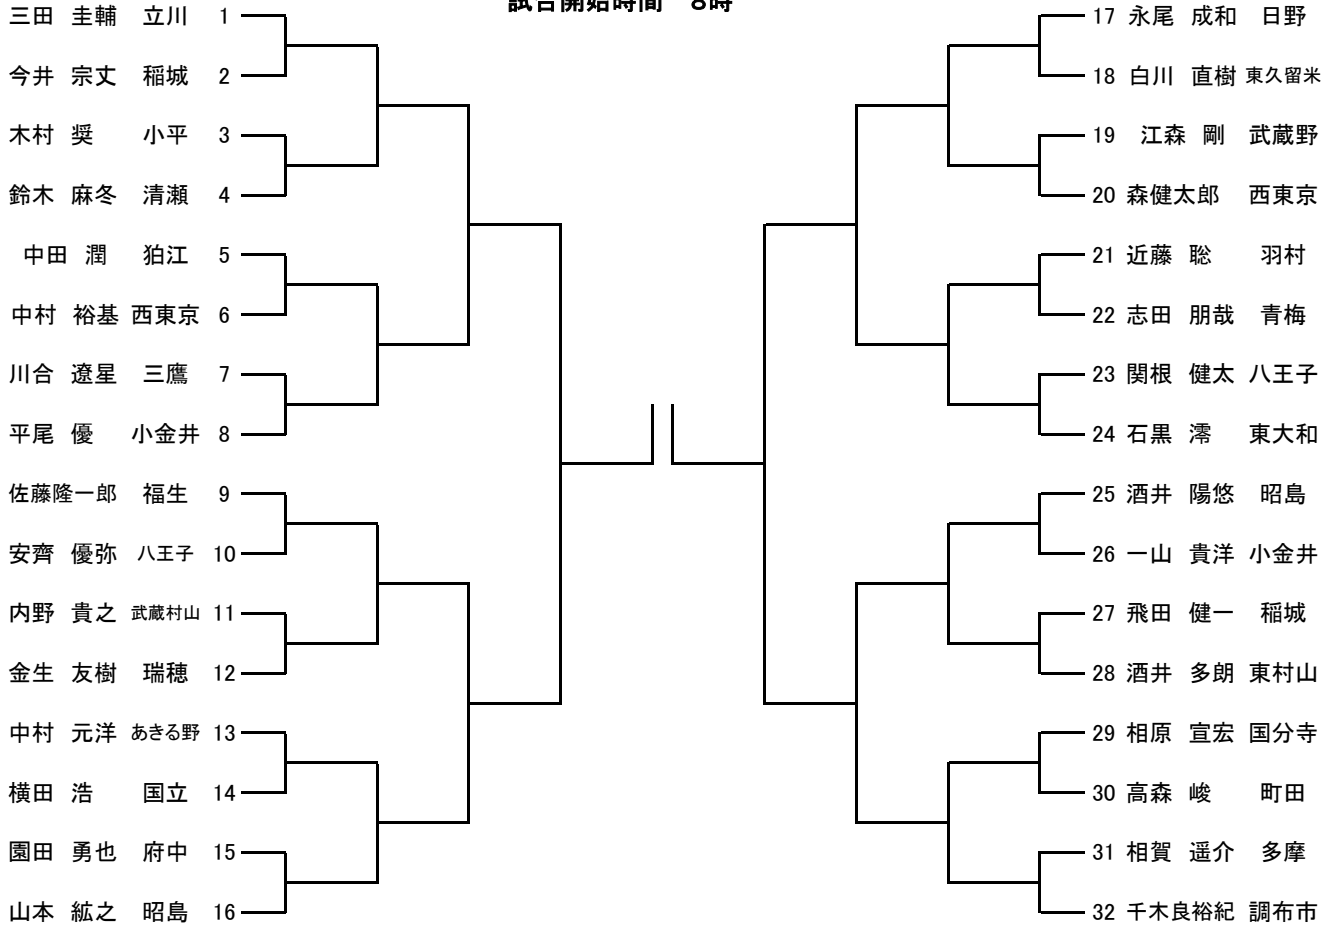 試合開始時間　8時
三田 圭輔 立川 1
今井 宗丈 稲城 2
木村 奨 小平 3
鈴木 麻冬 清瀬 4
中田 潤 狛江 5
中村 裕基 西東京 6
川合 遼星 三鷹 7
平尾 優 小金井 8
佐藤隆一郎 福生 9
安齊 優弥 八王子 10
内野 貴之 武蔵村山 11
金生 友樹 瑞穂 12
中村 元洋 あきる野 13
横田 浩 国立 14
園田 勇也 府中 15
山本 紘之 昭島 16
17 永尾 成和 日野
18 白川 直樹 東久留米
19 江森 剛 武蔵野
20 森健太郎 西東京
21 近藤 聡 羽村
22 志田 朋哉 青梅
23 関根 健太 八王子
24 石黒 澪 東大和
25 酒井 陽悠 昭島
26 一山 貴洋 小金井
27 飛田 健一 稲城
28 酒井 多朗 東村山
29 相原 宣宏 国分寺
30 高森 峻 町田
31 相賀 遥介 多摩
32 千木良裕紀 調布市